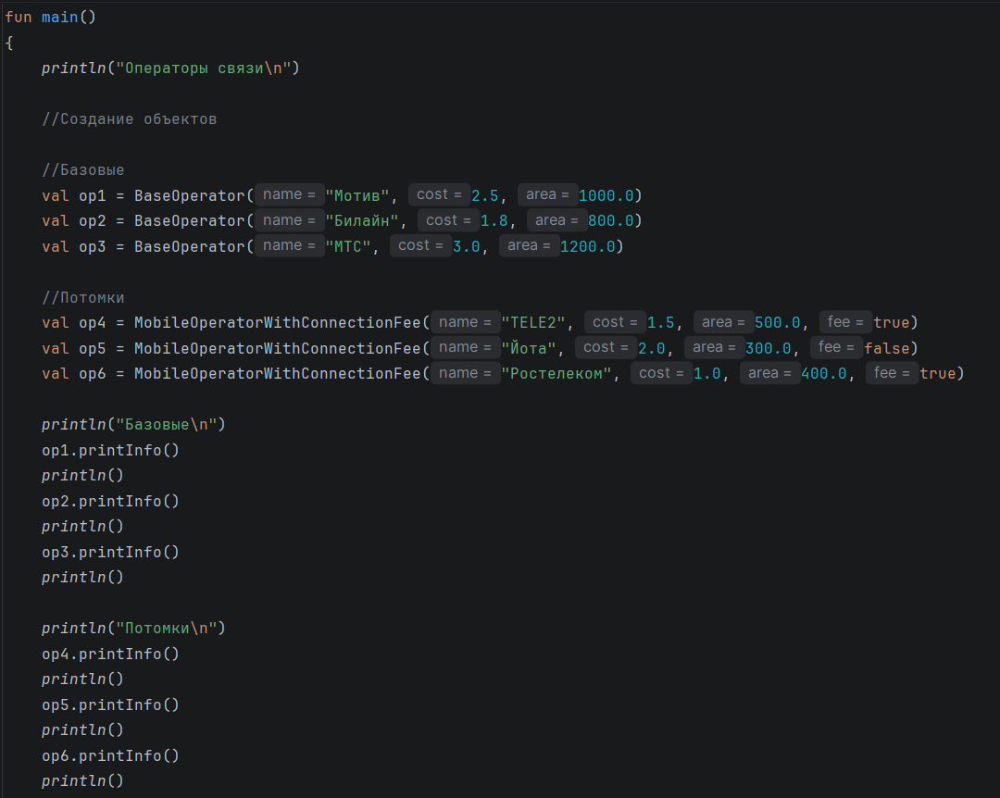 fun main()
{
println("Операторы связи\n")
//Создание объектов
//Базовые
val op1 = BaseOperator( name = "Мотив", cost = 2.5, area = 1000.0)
val op2 = BaseOperator( name = "Билайн", cost = 1.8, area = 800.0)
val op3 = BaseOperator( name = "МТС", cost = 3.0, area = 1200.0)
//Потомки
val op4 = MobileOperatorWithConnectionFee( name = "TELE2", cost = 1.5, area = 500.0, fee = true)
val op5 = MobileOperatorWithConnectionFee( name = "Йота", cost = 2.0, area = 300.0, fee = false)
val op6 = MobileOperatorWithConnectionFee( name = "Ростелеком", cost = 1.0, area = 400.0, fee = true)
println("Базовые\n")
op1.printInfo()
println()
op2.printInfo()
println()
op3.printInfo()
println()
println("Потомки\n")
op4.printInfo()
println()
op5.printInfo()
println()
op6.printInfo()
println()